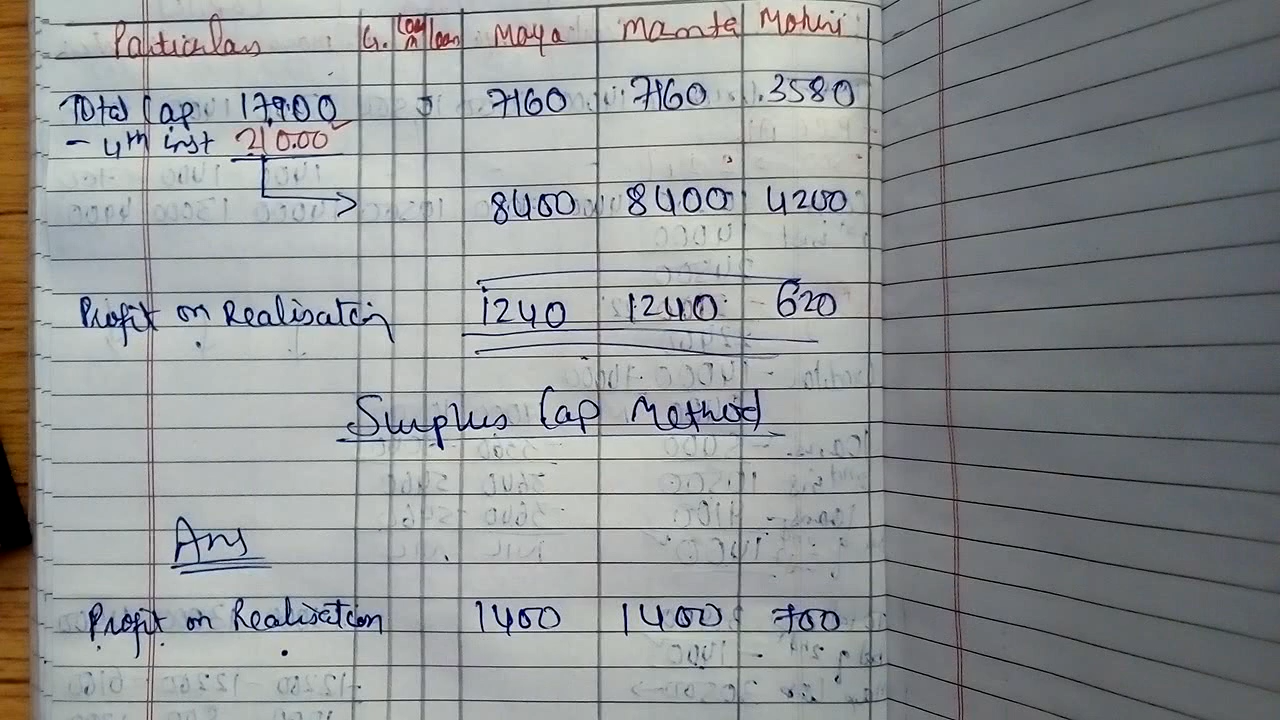 Particulars G. Loan Maya Mamta Mohini
Total Cap 17900 7160 7160 3580
- 4th inst 21000
8400 8400 4200
Profit on Realisation 1240 1240 620
Surplus Cap Method
Ans
Profit on Realisation 1400 1400 700